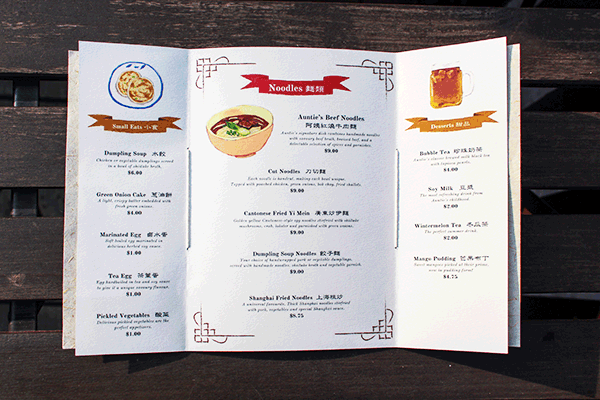 Small Eats 小食
Dumpling Soup 水餃
Chicken or vegetable dumplings served
in a bowl of shiitake broth.
$6.00
Green Onion Cake 蔥油餅
A light, crispy batter embedded with
fresh green onions.
$4.00
Marinated Egg 鹵水蛋
Soft boiled egg marinated in
delicious herbed soy sauce.
$1.00
Tea Egg 茶葉蛋
Egg hardboiled in tea and soy sauce
to give it a unique savoury flavour.
$1.00
Pickled Vegetables 酸菜
Delicious pickled vegetables are the
perfect appetizers.
$1.00
Noodles 麵類
Auntie's Beef Noodles
阿姨紅燒牛肉麵
Auntie's signature dish combines handmade noodles
with savoury beef broth, braised beef, and a
delectable selection of spices and garnishes.
$9.00
Cut Noodles 刀切麵
Each noodle is handcut, making each bowl unique.
Topped with poached chicken, green onions, bok choy, fried shallots.
$9.00
Cantonese Fried Yi Mein 廣東炒伊麵
Golden yellow Cantonese-style egg noodles stirfried with shiitake
mushrooms, crab, lobster and garnished with green onions.
$9.00
Dumpling Soup Noodles 餃子麵
Your choice of handwrapped pork or vegetable dumplings,
served with handmade noodles, shiitake broth and vegetable garnish.
$9.00
Shanghai Fried Noodles 上海粗炒
A universal favourite. Thick Shanghai noodles stirfried
with pork, vegetables and special Shanghai sauce.
$8.75
Desserts 甜品
Bubble Tea 珍珠奶茶
Auntie's classic brewed with black tea
with tapioca pearls.
$4.00
Soy Milk 豆漿
The most refreshing drink from
Auntie's childhood.
$2.00
Wintermelon Tea 冬瓜茶
The perfect summer drink.
$2.00
Mango Pudding 芒果布丁
Sweet mangoes picked at their prime,
now in pudding form!
$4.75